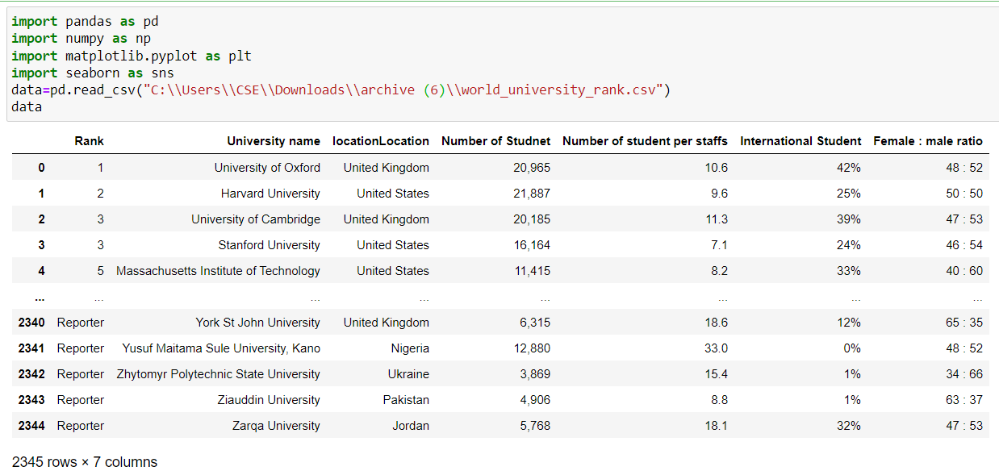 import pandas as pd
import numpy as np
import matplotlib.pyplot as plt
import seaborn as sns
data=pd.read_csv("C:\\Users\\CSE\\Downloads\\archive (6)\\world_university_rank.csv")
data
Rank University name locationLocation Number of Studnet Number of student per staffs International Student Female : male ratio
0 1 University of Oxford United Kingdom 20,965 10.6 42% 48 : 52
1 2 Harvard University United States 21,887 9.6 25% 50 : 50
2 3 University of Cambridge United Kingdom 20,185 11.3 39% 47 : 53
3 3 Stanford University United States 16,164 7.1 24% 46 : 54
4 5 Massachusetts Institute of Technology United States 11,415 8.2 33% 40 : 60
... ... ... ... ... ... ... ...
2340 Reporter York St John University United Kingdom 6,315 18.6 12% 65 : 35
2341 Reporter Yusuf Maitama Sule University, Kano Nigeria 12,880 33.0 0% 48 : 52
2342 Reporter Zhytomyr Polytechnic State University Ukraine 3,869 15.4 1% 34 : 66
2343 Reporter Ziauddin University Pakistan 4,906 8.8 1% 63 : 37
2344 Reporter Zarqa University Jordan 5,768 18.1 32% 47 : 53
2345 rows × 7 columns